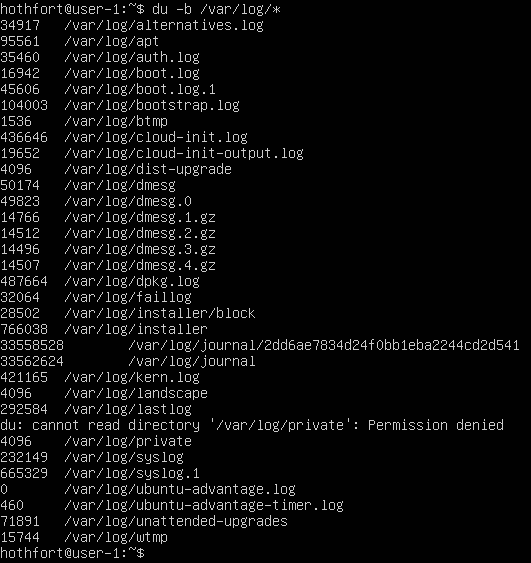 hothfort@user-1:~$ du -b /var/log/*
34917 /var/log/alternatives.log
95561 /var/log/apt
35460 /var/log/auth.log
16942 /var/log/boot.log
45606 /var/log/boot.log.1
104003 /var/log/bootstrap.log
1536 /var/log/btmp
436646 /var/log/cloud-init.log
19652 /var/log/cloud-init-output.log
4096 /var/log/dist-upgrade
50174 /var/log/dmesg
49823 /var/log/dmesg.0
14766 /var/log/dmesg.1.gz
14512 /var/log/dmesg.2.gz
14496 /var/log/dmesg.3.gz
14507 /var/log/dmesg.4.gz
487664 /var/log/dpkg.log
32064 /var/log/faillog
28502 /var/log/installer/block
766038 /var/log/installer
33558528 /var/log/journal/2dd6ae7834d24f0bb1eba2244cd2d541
33562624 /var/log/journal
421165 /var/log/kern.log
4096 /var/log/landscape
292584 /var/log/lastlog
du: cannot read directory '/var/log/private': Permission denied
4096 /var/log/private
232149 /var/log/syslog
665329 /var/log/syslog.1
0 /var/log/ubuntu-advantage.log
460 /var/log/ubuntu-advantage-timer.log
71891 /var/log/unattended-upgrades
15744 /var/log/wtmp
hothfort@user-1:~$